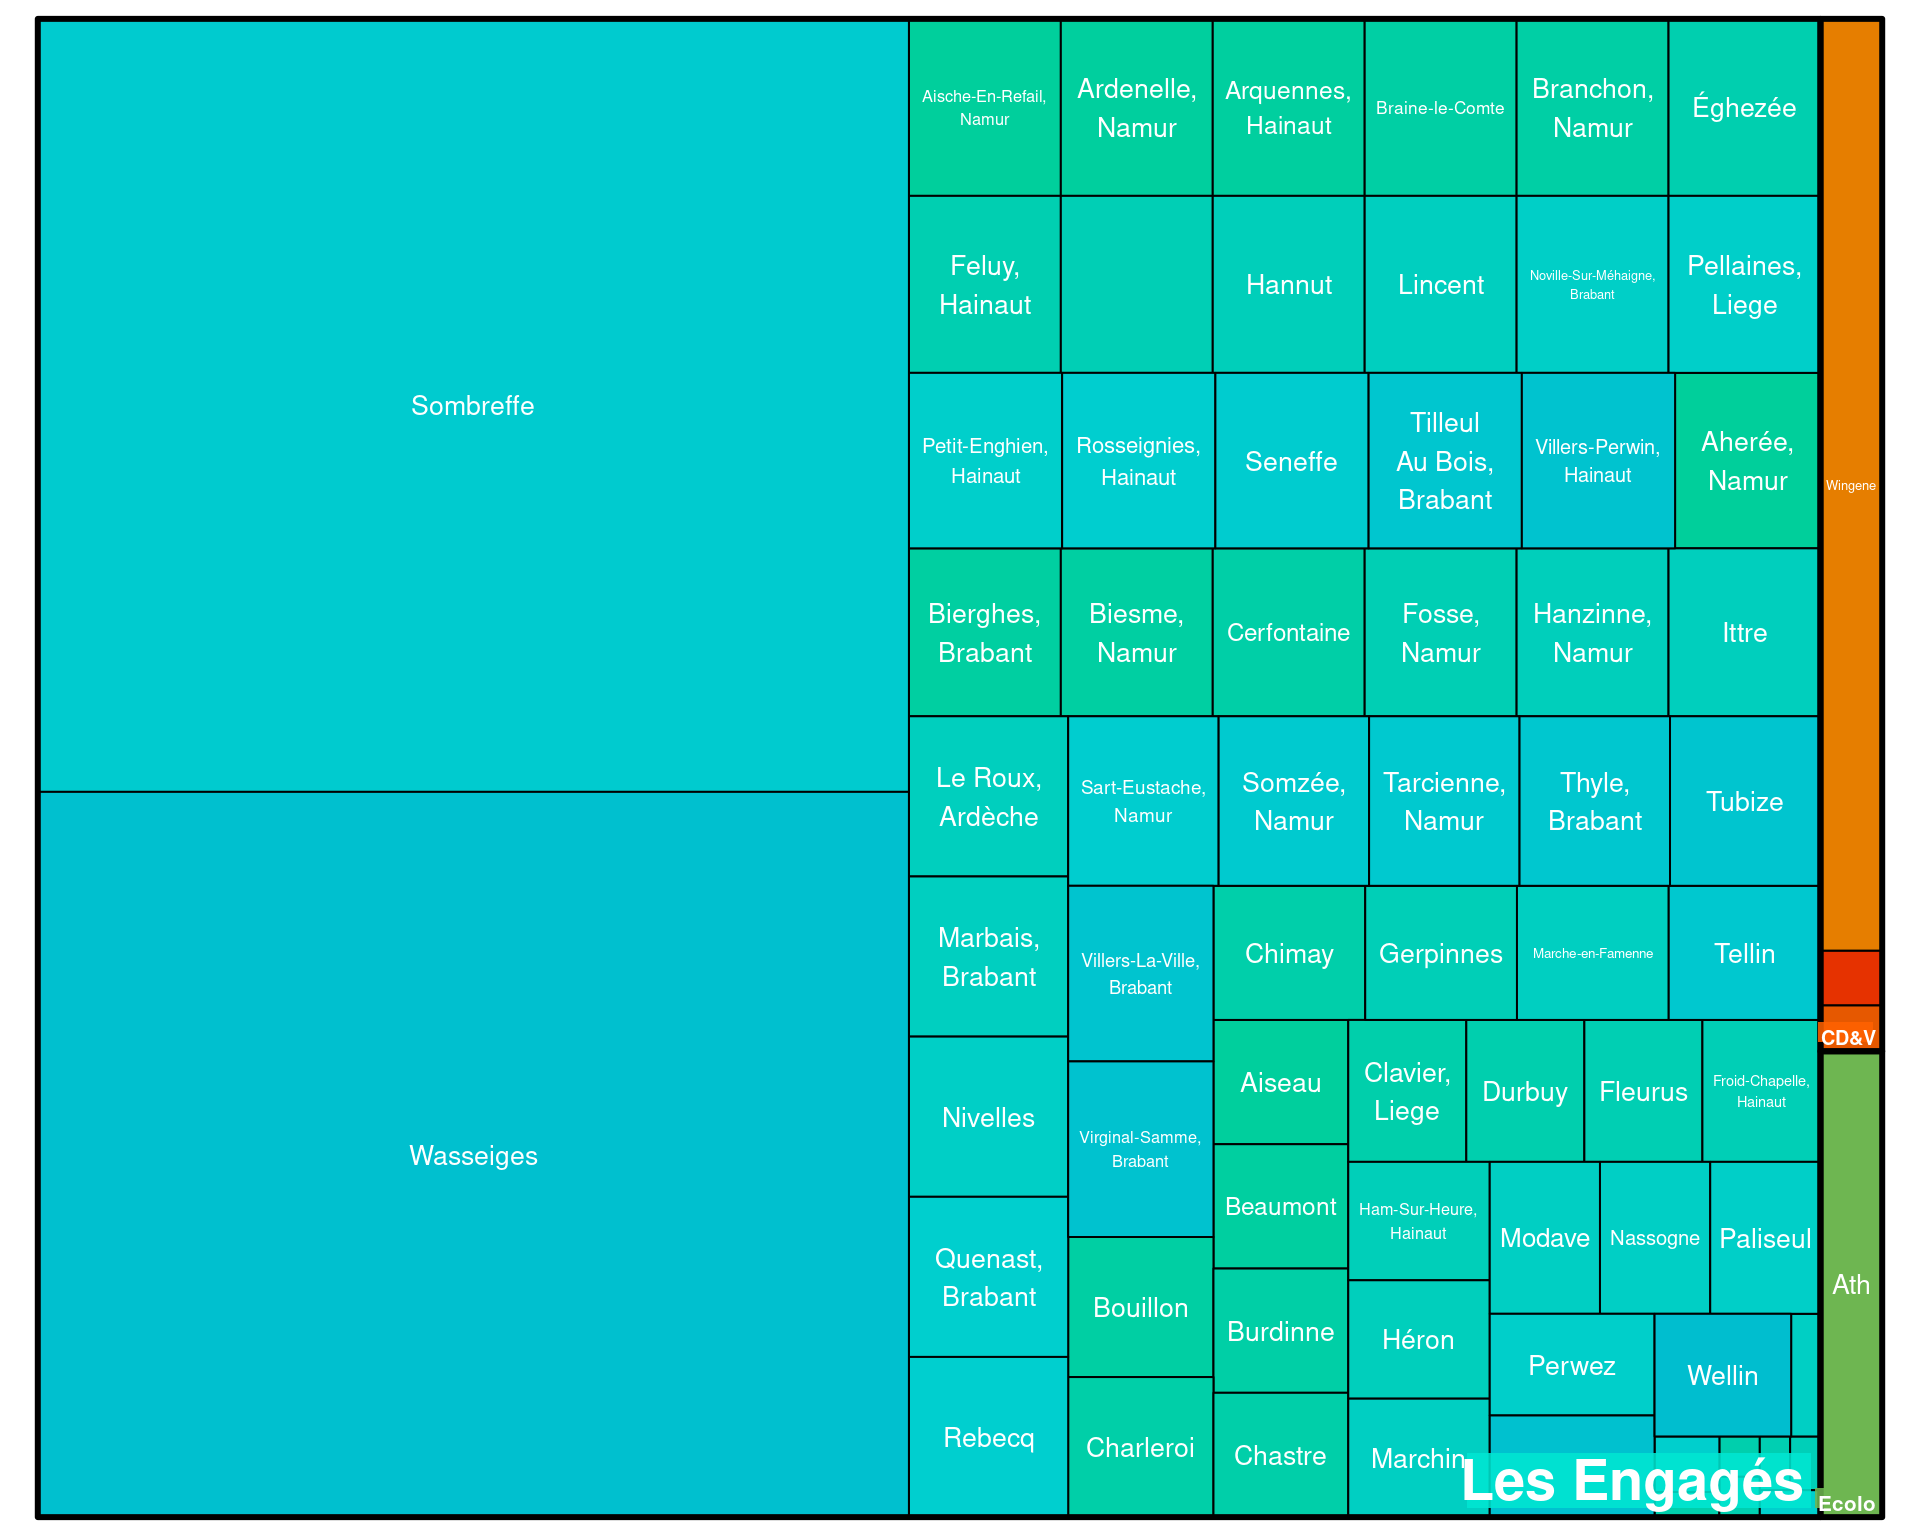 Aische-En-Refail,
Namur
Ardenelle,
Namur
Arquennes,
Hainaut
Braine-le-Comte
Branchon,
Namur
Éghezée
Feluy,
Hainaut
Hannut
Lincent
Noville-Sur-Méhaigne,
Brabant
Pellaines,
Liege
Sombreffe
Petit-Enghien,
Hainaut
Rosseignies,
Hainaut
Seneffe
Tilleul
Au Bois,
Brabant
Villers-Perwin,
Hainaut
Aherée,
Namur
Wingene
Bierghes,
Brabant
Biesme,
Namur
Cerfontaine
Fosse,
Namur
Hanzinne,
Namur
Ittre
Le Roux,
Ardèche
Sart-Eustache,
Namur
Somzée,
Namur
Tarcienne,
Namur
Thyle,
Brabant
Tubize
Marbais,
Brabant
Villers-La-Ville,
Brabant
Chimay
Gerpinnes
Marche-en-Famenne
Tellin
CD&V
Wasseiges
Nivelles
Virginal-Samme,
Brabant
Aiseau
Clavier,
Liege
Durbuy
Fleurus
Froid-Chapelle,
Hainaut
Beaumont
Ham-Sur-Heure,
Hainaut
Modave
Nassogne
Paliseul
Ath
Quenast,
Brabant
Bouillon
Burdinne
Héron
Perwez
Wellin
Rebecq
Charleroi
Chastre
Marchin
Les Engagés
Ecolo